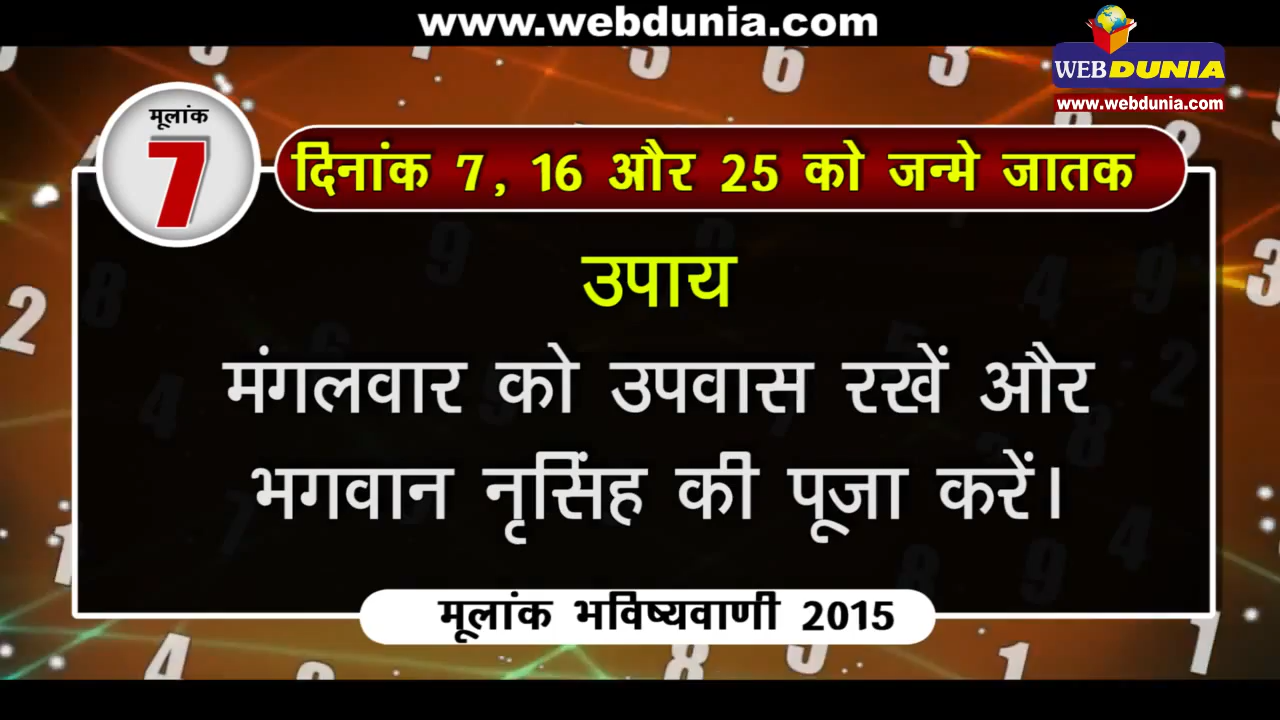 www.webdunia.com
WEBDUNIA
www.webdunia.com
मूलांक
7
दिनांक 7, 16 और 25 को जन्मे जातक
उपाय
मंगलवार को उपवास रखें और
भगवान नृसिंह की पूजा करें।
मूलांक भविष्यवाणी 2015